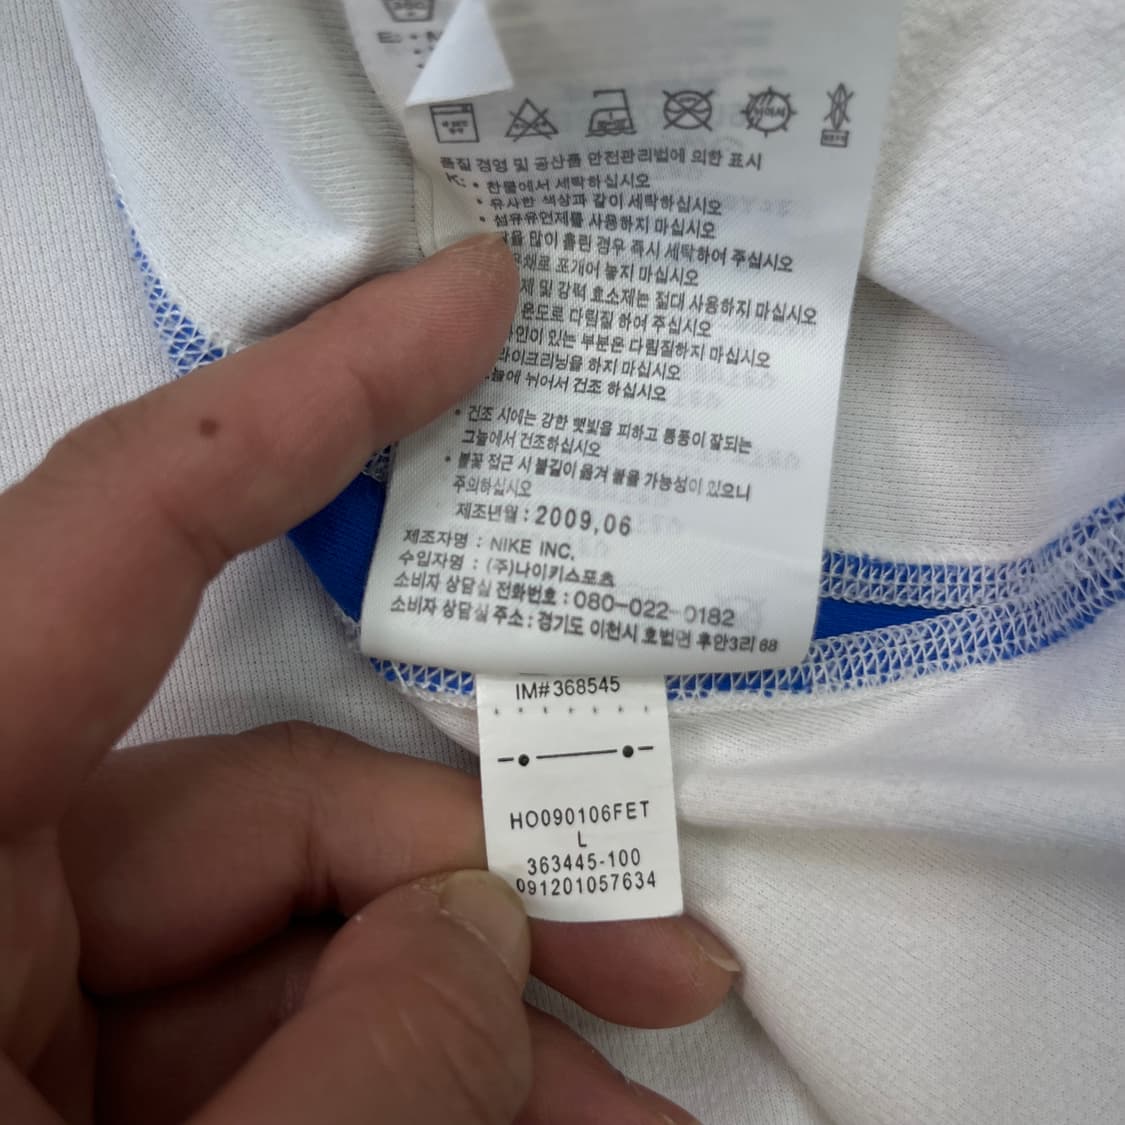 품질 경영 및 공산품 안전관리법에 의한 표시
K: • 찬물에서 세탁하십시오
• 유사한 색상과 같이 세탁하십시오
• 섬유유연제를 사용하지 마십시오
많이 흘린 경우 즉시 세탁하여 주십시오
포개어 놓지 마십시오
및 강력 효소제는 절대 사용하지 마십시오
온도로 다림질 하여 주십시오
있는 부분은 다림질하지 마십시오
하지 마십시오
뉘어서 건조 하십시오
• 건조 시에는 강한 햇빛을 피하고 통풍이 잘되는
그늘에서 건조하십시오
• 불꽃 접근 시 불길이 옮겨 붙을 가능성이 있으니
주의하십시오
제조년월 : 2009.06
제조자명 : NIKE INC.
수입자명 : (주)나이키스포츠
소비자 상담실 전화번호 : 080-022-0182
소비자 상담실 주소 : 경기도 이천시 호법면 후안3리 68
IM#368545
HO090106FET
L
363445-100
091201057634